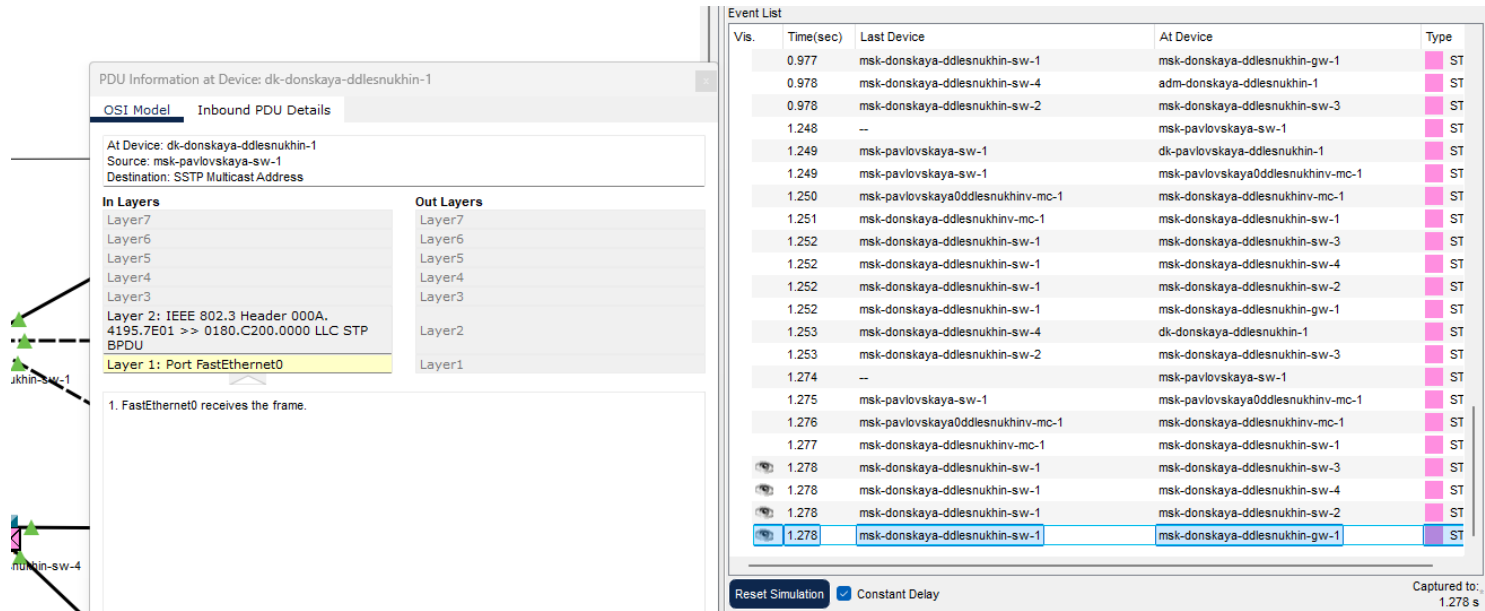 PDU Information at Device: dk-donskaya-ddlesnukhin-1
x
OSI Model Inbound PDU Details
At Device: dk-donskaya-ddlesnukhin-1
Source: msk-pavlovskaya-sw-1
Destination: SSTP Multicast Address
In Layers Out Layers
Layer7 Layer7
Layer6 Layer6
Layer5 Layer5
Layer4 Layer4
Layer3 Layer3
Layer 2: IEEE 802.3 Header 000A.
4195.7E01 >> 0180.C200.0000 LLC STP Layer2
BPDU
Layer 1: Port FastEthernet0 Layer1
1. FastEthernet0 receives the frame.
ukhin-sw-1
nukhin-sw-4
Event List
Vis. Time(sec) Last Device At Device Type
0.977 msk-donskaya-ddlesnukhin-sw-1 msk-donskaya-ddlesnukhin-gw-1 ST
0.978 msk-donskaya-ddlesnukhin-sw-4 adm-donskaya-ddlesnukhin-1 ST
0.978 msk-donskaya-ddlesnukhin-sw-2 msk-donskaya-ddlesnukhin-sw-3 ST
1.248 -- msk-pavlovskaya-sw-1 ST
1.249 msk-pavlovskaya-sw-1 dk-pavlovskaya-ddlesnukhin-1 ST
1.249 msk-pavlovskaya-sw-1 msk-pavlovskaya0ddlesnukhinv-mc-1 ST
1.250 msk-pavlovskaya0ddlesnukhinv-mc-1 msk-donskaya-ddlesnukhinv-mc-1 ST
1.251 msk-donskaya-ddlesnukhinv-mc-1 msk-donskaya-ddlesnukhin-sw-1 ST
1.252 msk-donskaya-ddlesnukhin-sw-1 msk-donskaya-ddlesnukhin-sw-3 ST
1.252 msk-donskaya-ddlesnukhin-sw-1 msk-donskaya-ddlesnukhin-sw-4 ST
1.252 msk-donskaya-ddlesnukhin-sw-1 msk-donskaya-ddlesnukhin-sw-2 ST
1.252 msk-donskaya-ddlesnukhin-sw-1 msk-donskaya-ddlesnukhin-gw-1 ST
1.253 msk-donskaya-ddlesnukhin-sw-4 dk-donskaya-ddlesnukhin-1 ST
1.253 msk-donskaya-ddlesnukhin-sw-2 msk-donskaya-ddlesnukhin-sw-3 ST
1.274 -- msk-pavlovskaya-sw-1 ST
1.275 msk-pavlovskaya-sw-1 msk-pavlovskaya0ddlesnukhinv-mc-1 ST
1.276 msk-pavlovskaya0ddlesnukhinv-mc-1 msk-donskaya-ddlesnukhinv-mc-1 ST
1.277 msk-donskaya-ddlesnukhinv-mc-1 msk-donskaya-ddlesnukhin-sw-1 ST
1.278 msk-donskaya-ddlesnukhin-sw-1 msk-donskaya-ddlesnukhin-sw-3 ST
1.278 msk-donskaya-ddlesnukhin-sw-1 msk-donskaya-ddlesnukhin-sw-4 ST
1.278 msk-donskaya-ddlesnukhin-sw-1 msk-donskaya-ddlesnukhin-sw-2 ST
1.278 msk-donskaya-ddlesnukhin-sw-1 msk-donskaya-ddlesnukhin-gw-1 ST
Reset Simulation Constant Delay Captured to:
1.278 s